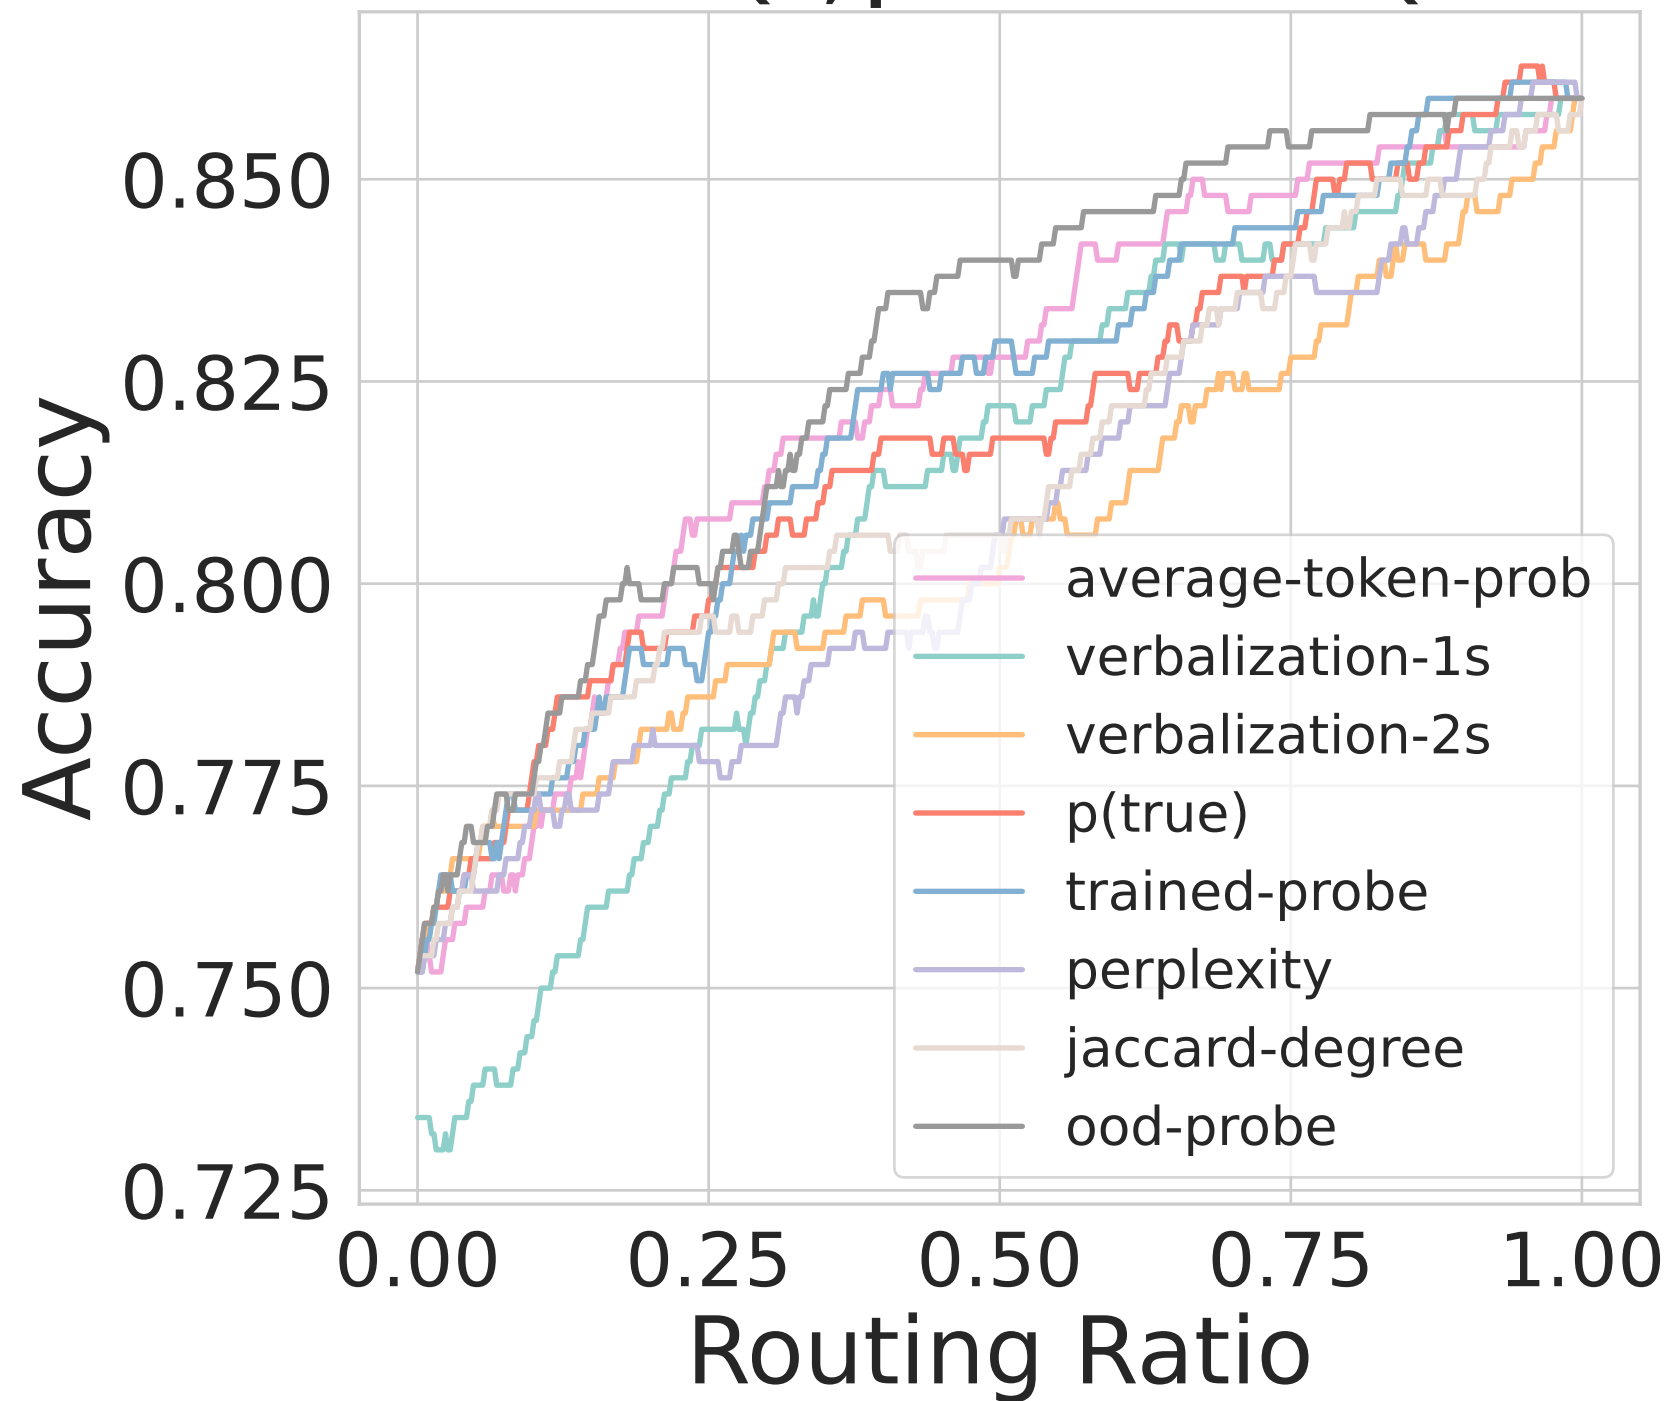 0.850
0.825
0.800
0.775
0.750
0.725
Accuracy
average-token-prob
verbalization-1s
verbalization-2s
p(true)
trained-probe
perplexity
jaccard-degree
ood-probe
0.00 0.25 0.50 0.75 1.00
Routing Ratio